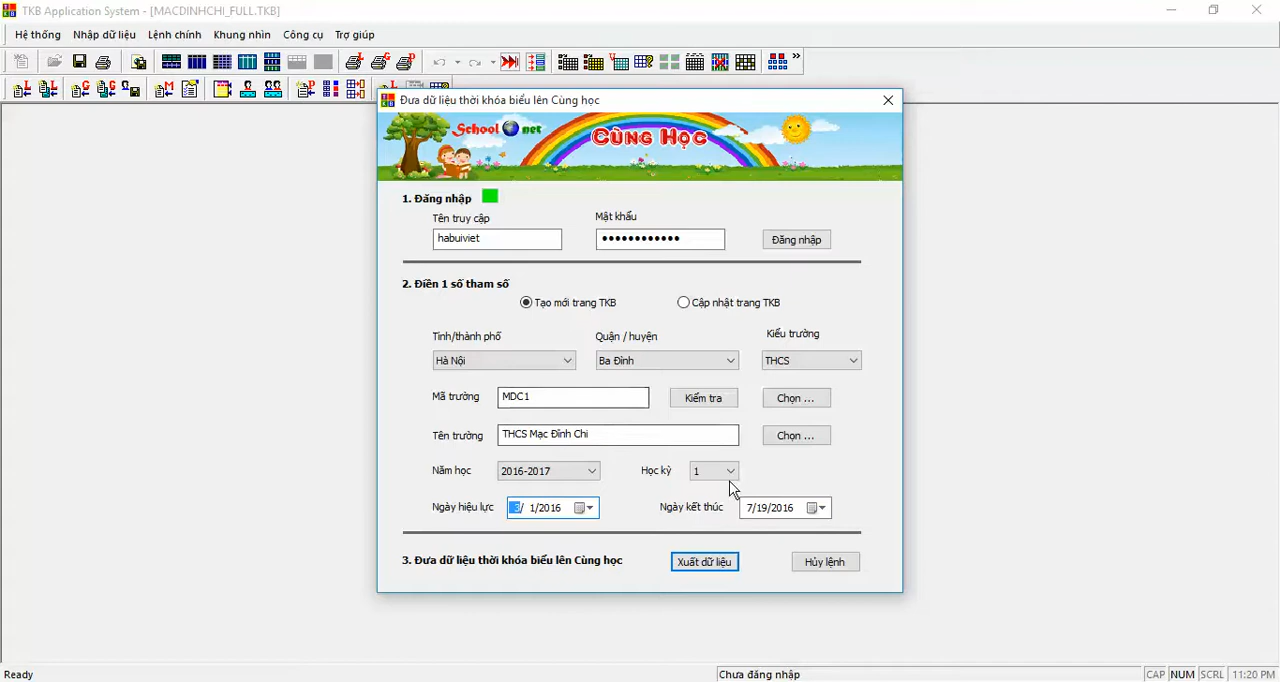 TKB Application System - [MACDINHCHI_FULL.TKB]
Hệ thống Nhập dữ liệu Lệnh chính Khung nhìn Công cụ Trợ giúp
Đưa dữ liệu thời khóa biểu lên Cùng học
School net
CÙNG HỌC
1. Đăng nhập
Tên truy cập Mật khẩu
habuiviet ●●●●●●●●●●●● Đăng nhập
2. Điền 1 số tham số
Tạo mới trang TKB Cập nhật trang TKB
Tỉnh/thành phố Quận / huyện Kiểu trường
Hà Nội Ba Đình THCS
Mã trường MDC1 Kiểm tra Chọn ...
Tên trường THCS Mạc Đĩnh Chi Chọn ...
Năm học 2016-2017 Học kỳ 1
Ngày hiệu lực 3/ 1/2016 Ngày kết thúc 7/19/2016
3. Đưa dữ liệu thời khóa biểu lên Cùng học Xuất dữ liệu Hủy lệnh
Ready Chưa đăng nhập CAP NUM SCRL 11:20 PM